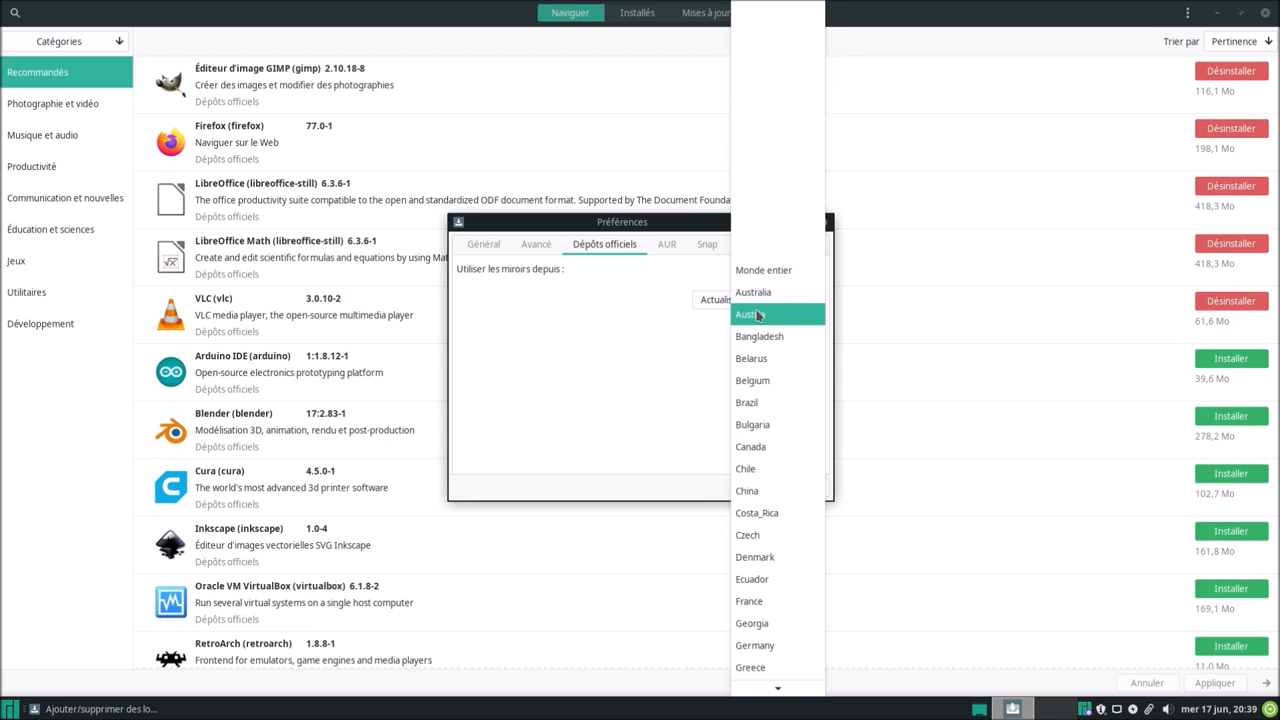 Naviguer
Installés
Mises à jour
Catégories
Trier par
Pertinence
Recommandés
Photographie et vidéo
Musique et audio
Productivité
Communication et nouvelles
Éducation et sciences
Jeux
Utilitaires
Développement
Éditeur d'image GIMP (gimp) 2.10.18-8
Créer des images et modifier des photographies
Dépôts officiels
Désinstaller
116,1 Mo
Firefox (firefox) 77.0-1
Naviguer sur le Web
Dépôts officiels
Désinstaller
198,1 Mo
LibreOffice (libreoffice-still) 6.3.6-1
The office productivity suite compatible to the open and standardized ODF document format. Supported by The Document Founda
Dépôts officiels
Désinstaller
418,3 Mo
LibreOffice Math (libreoffice-still) 6.3.6-1
Create and edit scientific formulas and equations by using Mat
Dépôts officiels
Désinstaller
418,3 Mo
VLC (vlc) 3.0.10-2
VLC media player, the open-source multimedia player
Dépôts officiels
Désinstaller
61,6 Mo
Arduino IDE (arduino) 1:1.8.12-1
Open-source electronics prototyping platform
Dépôts officiels
Installer
39,6 Mo
Blender (blender) 17:2.83-1
Modélisation 3D, animation, rendu et post-production
Dépôts officiels
Installer
278,2 Mo
Cura (cura) 4.5.0-1
The world's most advanced 3d printer software
Dépôts officiels
Installer
102,7 Mo
Inkscape (inkscape) 1.0-4
Éditeur d'images vectorielles SVG Inkscape
Dépôts officiels
Installer
161,8 Mo
Oracle VM VirtualBox (virtualbox) 6.1.8-2
Run several virtual systems on a single host computer
Dépôts officiels
Installer
169,1 Mo
RetroArch (retroarch) 1.8.8-1
Frontend for emulators, game engines and media players
Installer
11,0 Mo
Préférences
Général
Avancé
Dépôts officiels
AUR
Snap
Utiliser les miroirs depuis :
Actualis
Monde entier
Australia
Aust
Bangladesh
Belarus
Belgium
Brazil
Bulgaria
Canada
Chile
China
Costa_Rica
Czech
Denmark
Ecuador
France
Georgia
Germany
Greece
Annuler
Appliquer
Ajouter/supprimer des lo...
mer 17 jun, 20:39